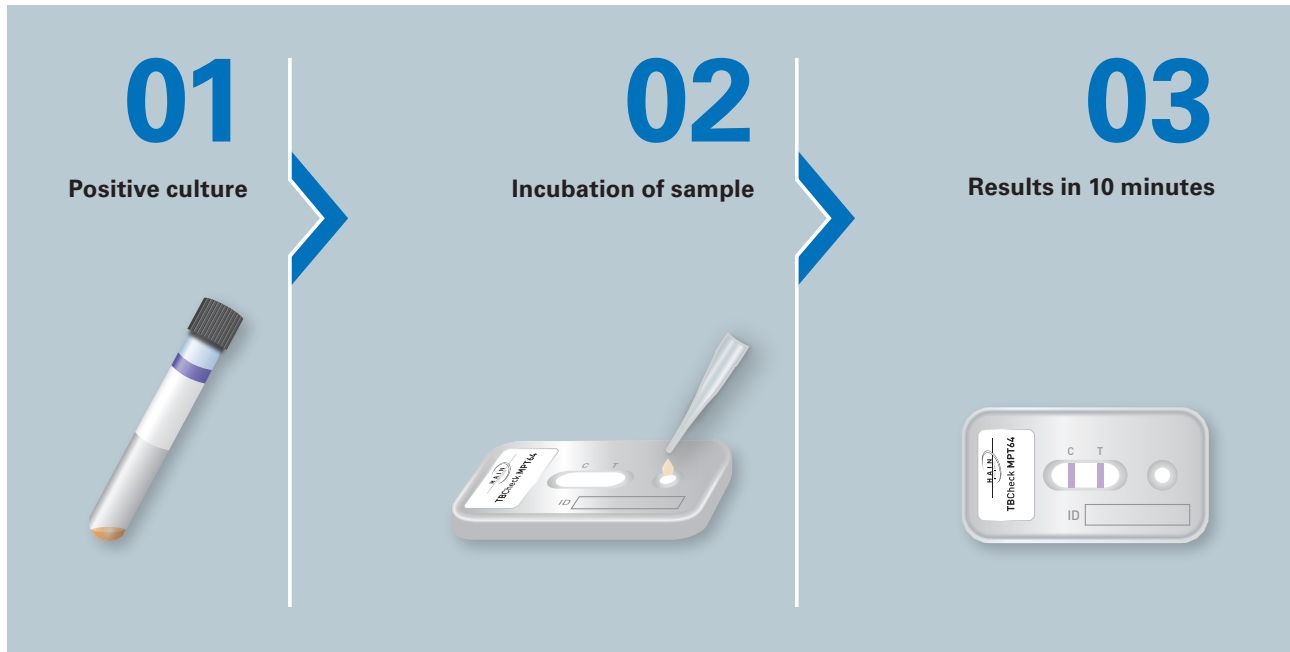 01
Positive culture
02
Incubation of sample
HAIN
TBCheck MPT64
C T
ID
03
Results in 10 minutes
HAIN
TBCheck MPT64
C T
ID